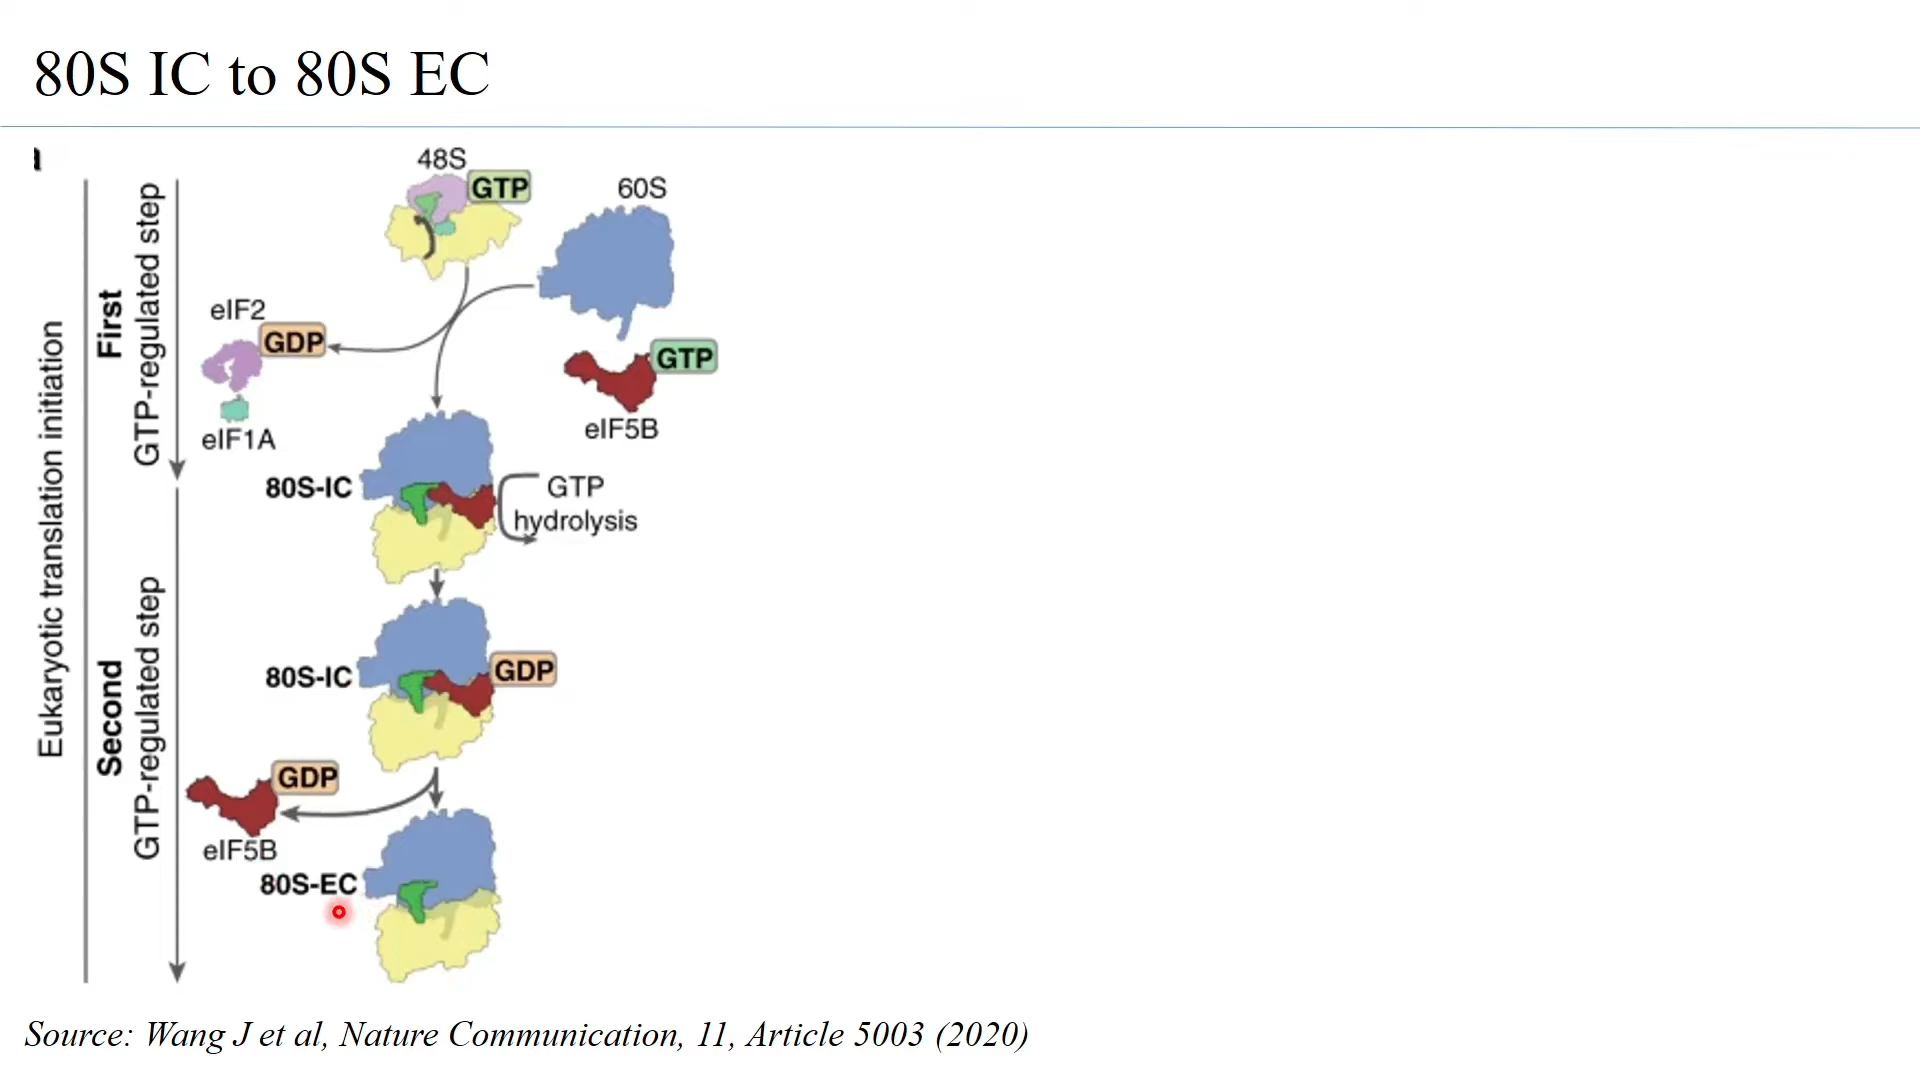 80S IC to 80S EC
48S
GTP
60S
eIF2
GDP
GTP
eIF1A
eIF5B
80S-IC
GTP
hydrolysis
80S-IC
GDP
GDP
eIF5B
80S-EC
Eukaryotic translation initiation
First
GTP-regulated step
Second
GTP-regulated step
Source: Wang J et al, Nature Communication, 11, Article 5003 (2020)